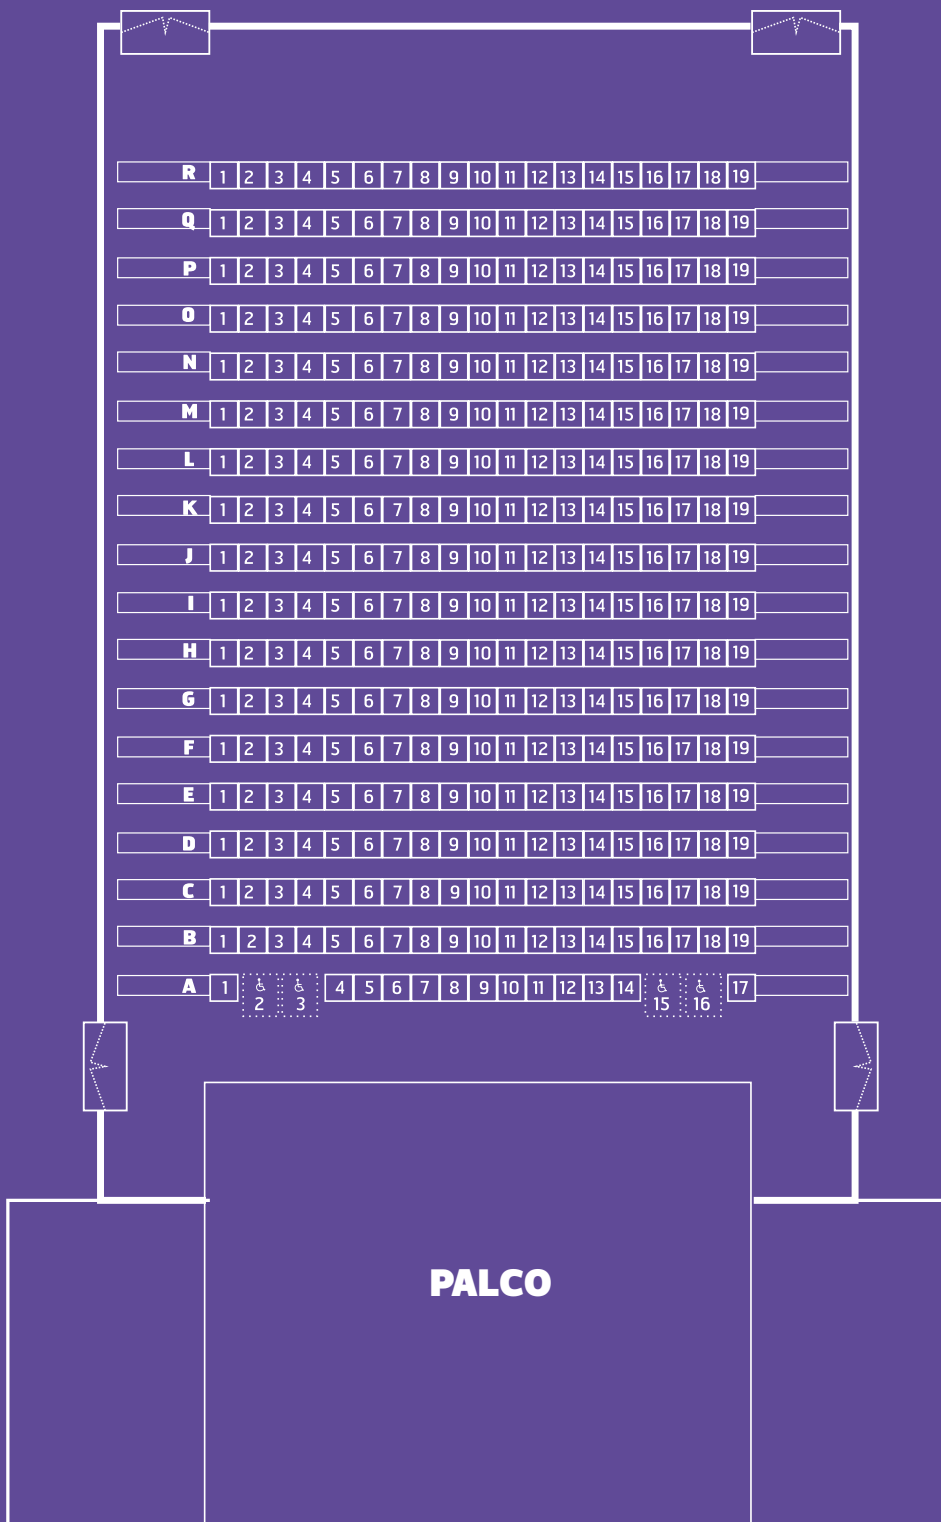 R 1 2 3 4 5 6 7 8 9 10 11 12 13 14 15 16 17 18 19
Q 1 2 3 4 5 6 7 8 9 10 11 12 13 14 15 16 17 18 19
P 1 2 3 4 5 6 7 8 9 10 11 12 13 14 15 16 17 18 19
O 1 2 3 4 5 6 7 8 9 10 11 12 13 14 15 16 17 18 19
N 1 2 3 4 5 6 7 8 9 10 11 12 13 14 15 16 17 18 19
M 1 2 3 4 5 6 7 8 9 10 11 12 13 14 15 16 17 18 19
L 1 2 3 4 5 6 7 8 9 10 11 12 13 14 15 16 17 18 19
K 1 2 3 4 5 6 7 8 9 10 11 12 13 14 15 16 17 18 19
J 1 2 3 4 5 6 7 8 9 10 11 12 13 14 15 16 17 18 19
I 1 2 3 4 5 6 7 8 9 10 11 12 13 14 15 16 17 18 19
H 1 2 3 4 5 6 7 8 9 10 11 12 13 14 15 16 17 18 19
G 1 2 3 4 5 6 7 8 9 10 11 12 13 14 15 16 17 18 19
F 1 2 3 4 5 6 7 8 9 10 11 12 13 14 15 16 17 18 19
E 1 2 3 4 5 6 7 8 9 10 11 12 13 14 15 16 17 18 19
D 1 2 3 4 5 6 7 8 9 10 11 12 13 14 15 16 17 18 19
C 1 2 3 4 5 6 7 8 9 10 11 12 13 14 15 16 17 18 19
B 1 2 3 4 5 6 7 8 9 10 11 12 13 14 15 16 17 18 19
A 1 2 3 4 5 6 7 8 9 10 11 12 13 14 15 16 17
PALCO